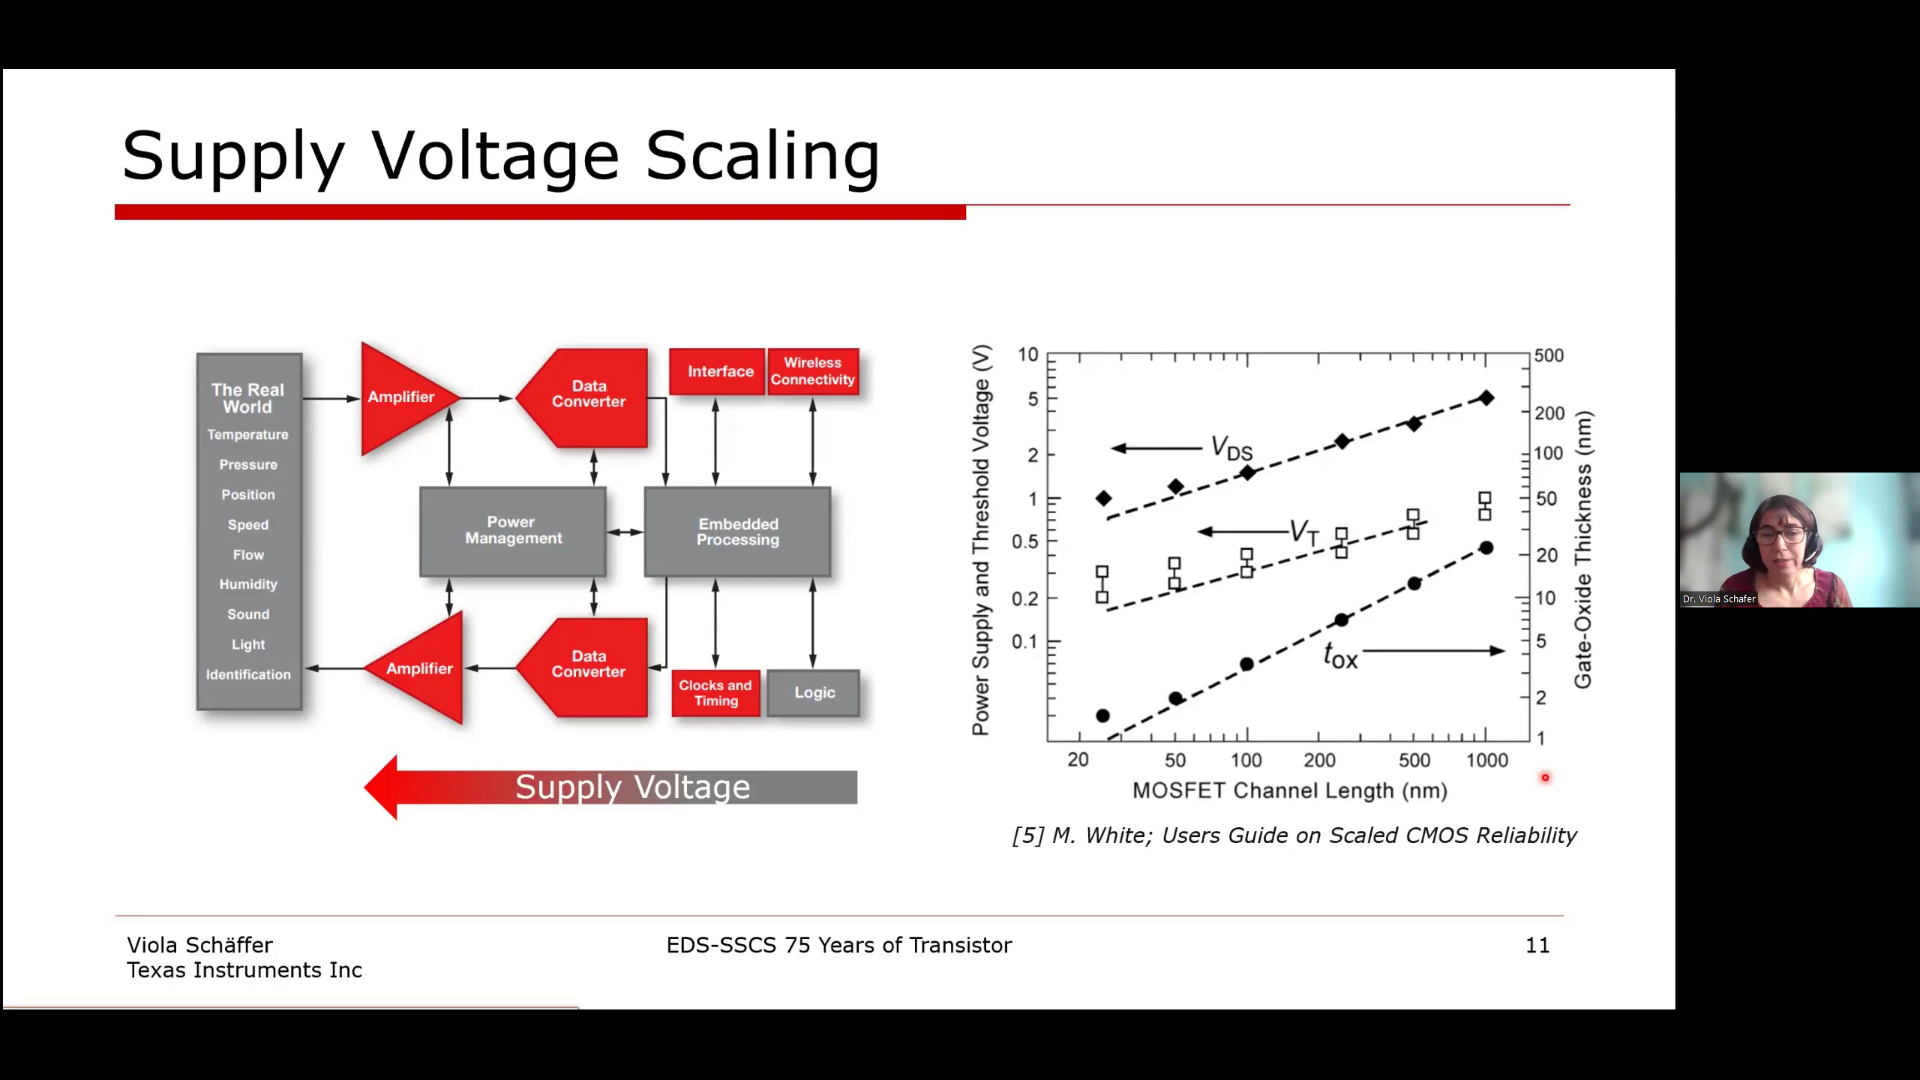 Supply Voltage Scaling
The Real
World
Temperature
Pressure
Position
Speed
Flow
Humidity
Sound
Light
Identification
Amplifier
Data
Converter
Interface
Wireless
Connectivity
Power
Management
Embedded
Processing
Amplifier
Data
Converter
Clocks and
Timing
Logic
Supply Voltage
Power Supply and Threshold Voltage (V)
10
5
2
1
0.5
0.2
0.1
VDS
VT
tox
500
200
100
50
20
10
5
2
1
Gate-Oxide Thickness (nm)
20 50 100 200 500 1000
MOSFET Channel Length (nm)
[5] M. White; Users Guide on Scaled CMOS Reliability
Viola Schäffer
Texas Instruments Inc
EDS-SSCS 75 Years of Transistor
11
Dr. Viola Schafer